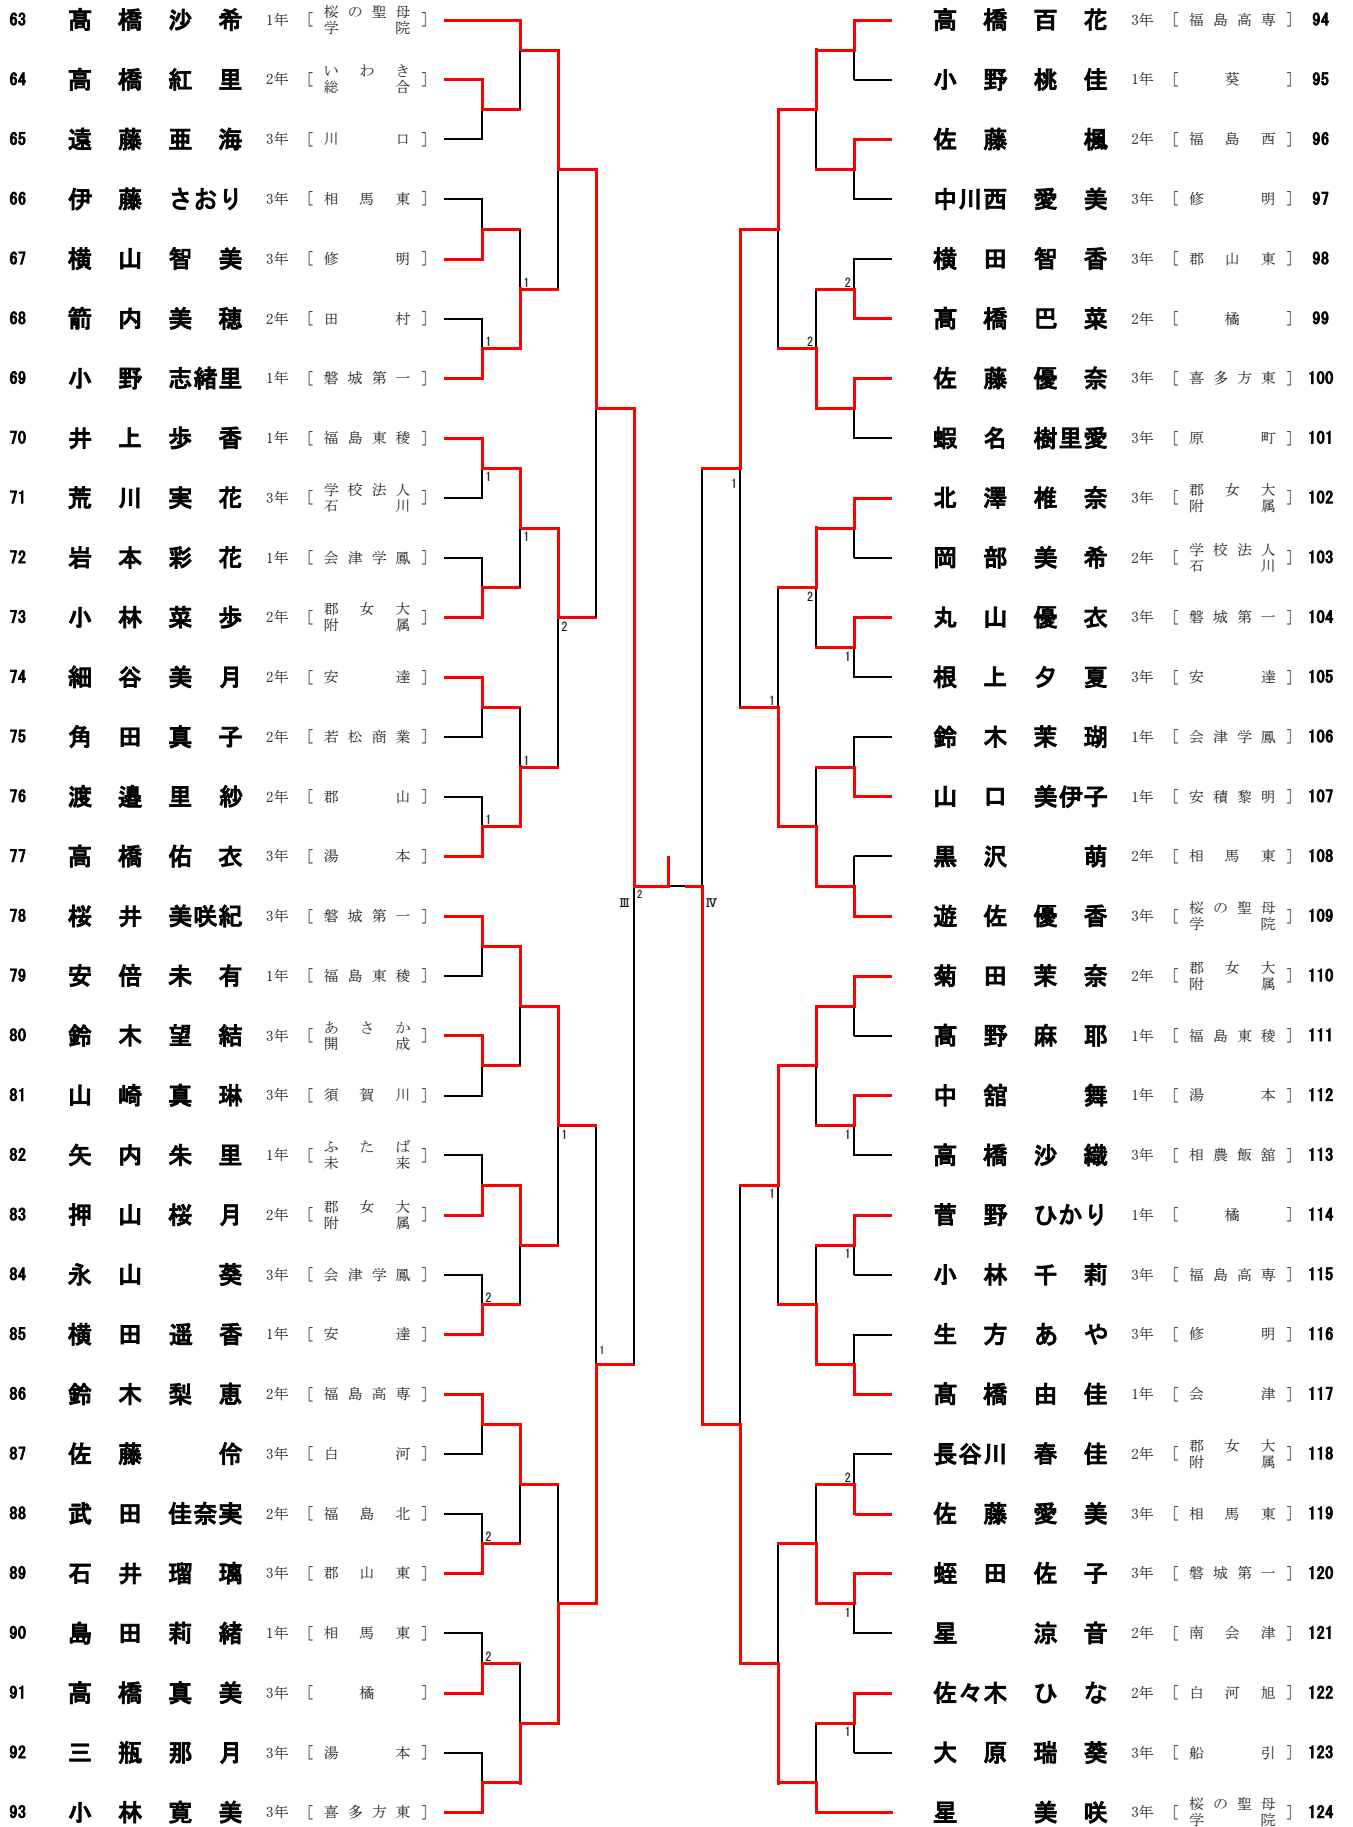 63 髙橋沙希 1年 [桜の聖母学院]
64 高橋紅里 2年 [いわき総合]
65 遠藤亜海 3年 [川口]
66 伊藤さおり 3年 [相馬東]
67 横山智美 3年 [修明]
68 箭内美穂 2年 [田村]
69 小野志緒里 1年 [磐城第一]
70 井上歩香 1年 [福島東稜]
71 荒川実花 3年 [学校法人石川]
72 岩本彩花 1年 [会津学鳳]
73 小林菜歩 2年 [郡女大附属]
74 細谷美月 2年 [安達]
75 角田真子 2年 [若松商業]
76 渡邉里紗 2年 [郡山]
77 高橋佑衣 3年 [湯本]
78 桜井美咲紀 3年 [磐城第一]
79 安倍未有 1年 [福島東稜]
80 鈴木望結 3年 [あさか開成]
81 山崎真琳 3年 [須賀川]
82 矢内朱里 1年 [ふたば未来]
83 押山桜月 2年 [郡女大附属]
84 永山葵 3年 [会津学鳳]
85 横田遥香 1年 [安達]
86 鈴木梨恵 2年 [福島高専]
87 佐藤伶 3年 [白河]
88 武田佳奈実 2年 [福島北]
89 石井瑠璃 3年 [郡山東]
90 島田莉緒 1年 [相馬東]
91 高橋真美 3年 [橘]
92 三瓶那月 3年 [湯本]
93 小林寛美 3年 [喜多方東]
1
1
1
1
2
1
1
1
2
1
2
2
Ⅲ 2
Ⅳ
2
2
1
2
1
1
1
1
1
2
1
1
高橋百花 3年 [福島高専] 94
小野桃佳 1年 [葵] 95
佐藤楓 2年 [福島西] 96
中川西愛美 3年 [修明] 97
横田智香 3年 [郡山東] 98
髙橋巴菜 2年 [橘] 99
佐藤優奈 3年 [喜多方東] 100
蝦名樹里愛 3年 [原町] 101
北澤椎奈 3年 [郡女大附属] 102
岡部美希 2年 [学校法人石川] 103
丸山優衣 3年 [磐城第一] 104
根上夕夏 3年 [安達] 105
鈴木茉瑚 1年 [会津学鳳] 106
山口美伊子 1年 [安積黎明] 107
黒沢萌 2年 [相馬東] 108
遊佐優香 3年 [桜の聖母学院] 109
菊田茉奈 2年 [郡女大附属] 110
髙野麻耶 1年 [福島東稜] 111
中舘舞 1年 [湯本] 112
高橋沙織 3年 [相農飯舘] 113
菅野ひかり 1年 [橘] 114
小林千莉 3年 [福島高専] 115
生方あや 3年 [修明] 116
髙橋由佳 1年 [会津] 117
長谷川春佳 2年 [郡女大附属] 118
佐藤愛美 3年 [相馬東] 119
蛭田佐子 3年 [磐城第一] 120
星涼音 2年 [南会津] 121
佐々木ひな 2年 [白河旭] 122
大原瑞葵 3年 [船引] 123
星美咲 3年 [桜の聖母学院] 124